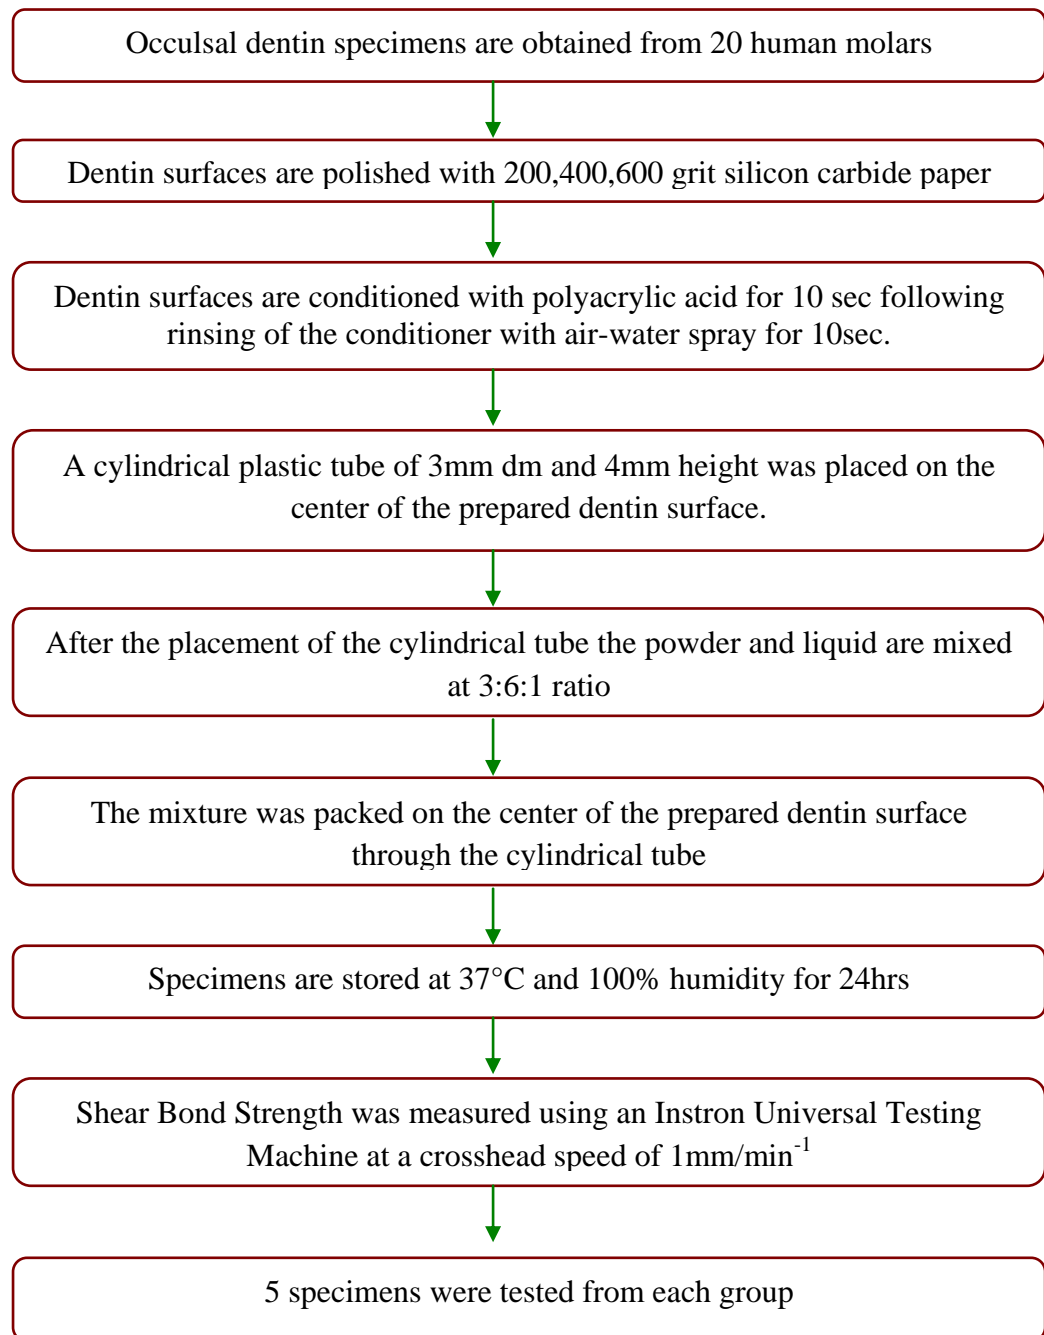 Occulsal dentin specimens are obtained from 20 human molars
Dentin surfaces are polished with 200,400,600 grit silicon carbide paper
Dentin surfaces are conditioned with polyacrylic acid for 10 sec following
rinsing of the conditioner with air-water spray for 10sec.
A cylindrical plastic tube of 3mm dm and 4mm height was placed on the
center of the prepared dentin surface.
After the placement of the cylindrical tube the powder and liquid are mixed
at 3:6:1 ratio
The mixture was packed on the center of the prepared dentin surface
through the cylindrical tube
Specimens are stored at 37°C and 100% humidity for 24hrs
Shear Bond Strength was measured using an Instron Universal Testing
Machine at a crosshead speed of 1mm/min⁻¹
5 specimens were tested from each group